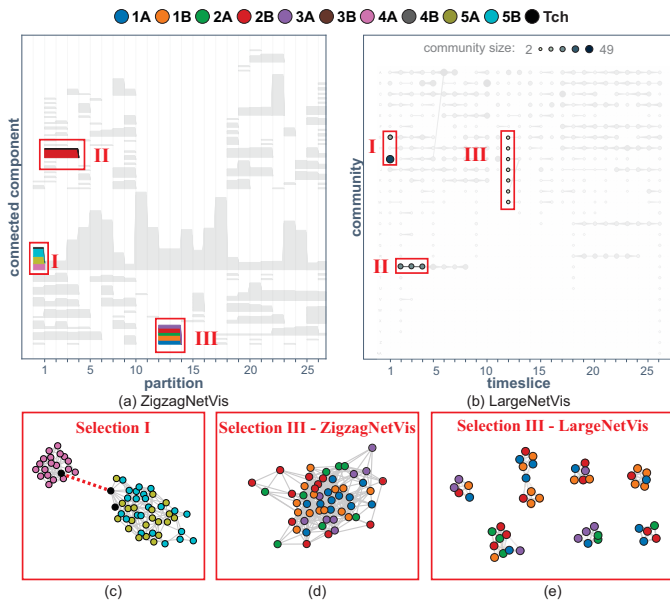 1A 1B 2A 2B 3A 3B 4A 4B 5A 5B Tch
connected component
II
I
III
1 5 10 15 20 25
partition
(a) ZigzagNetVis
community size: 2 49
community
I
III
II
1 5 10 15 20 25
timeslice
(b) LargeNetVis
Selection I
(c)
Selection III - ZigzagNetVis
(d)
Selection III - LargeNetVis
(e)